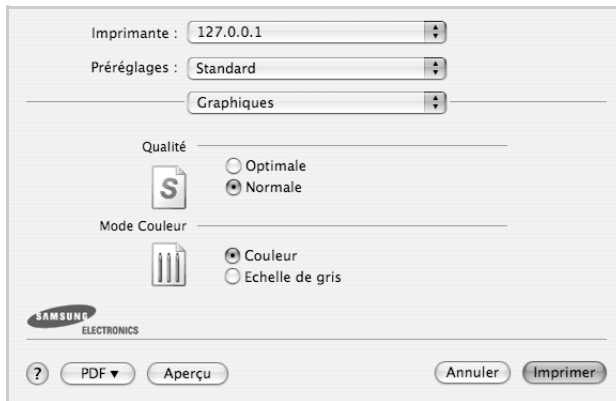 Imprimante : 127.0.0.1
Préréglages : Standard
Graphiques
Qualité
Optimale
S
Normale
Mode Couleur
Couleur
Echelle de gris
SAMSUNG
ELECTRONICS
? PDF Aperçu Annuler Imprimer